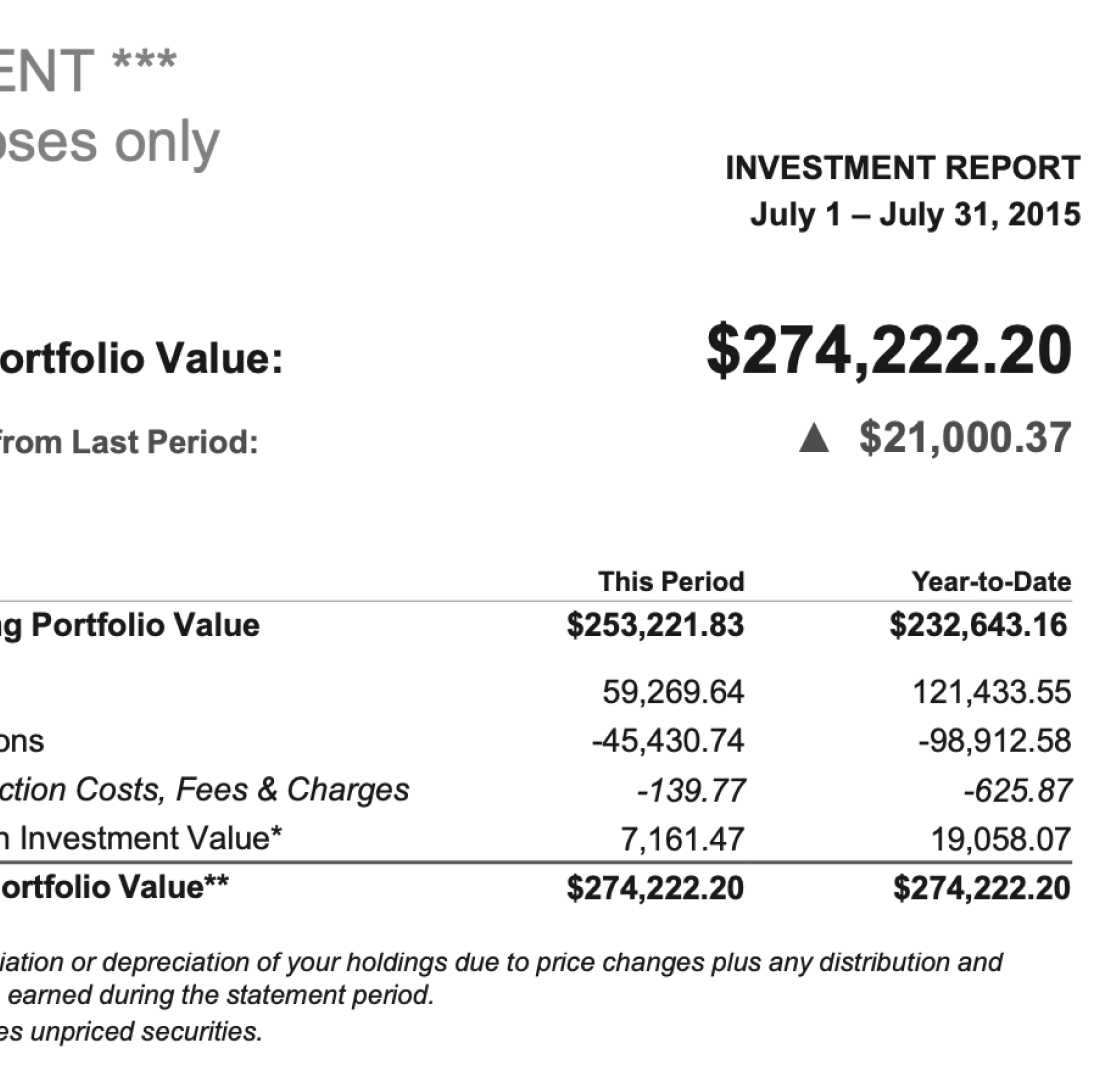 ENT ***
oses only
INVESTMENT REPORT
July 1 – July 31, 2015
ortfolio Value: $274,222.20
from Last Period: ▲ $21,000.37
This Period Year-to-Date
ng Portfolio Value $253,221.83 $232,643.16
59,269.64 121,433.55
ons -45,430.74 -98,912.58
ction Costs, Fees & Charges -139.77 -625.87
n Investment Value* 7,161.47 19,058.07
ortfolio Value** $274,222.20 $274,222.20
iation or depreciation of your holdings due to price changes plus any distribution and
earned during the statement period.
es unpriced securities.